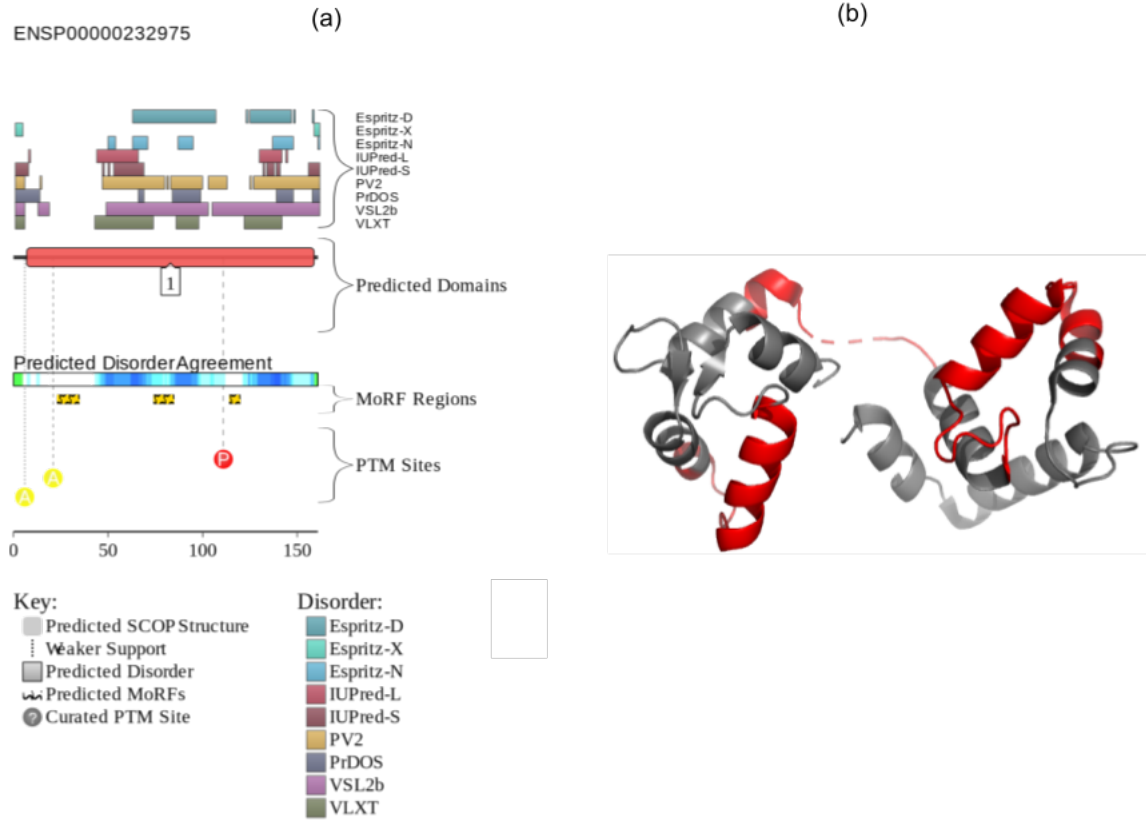 (a)
(b)
ENSP00000232975
Espritz-D
Espritz-X
Espritz-N
IUPred-L
IUPred-S
PV2
PrDOS
VSL2b
VLXT
1
Predicted Domains
Predicted Disorder Agreement
MoRF Regions
P
PTM Sites
A
A
0 50 100 150
Key:
Predicted SCOP Structure
Weaker Support
Predicted Disorder
Predicted MoRFs
? Curated PTM Site
Disorder:
Espritz-D
Espritz-X
Espritz-N
IUPred-L
IUPred-S
PV2
PrDOS
VSL2b
VLXT